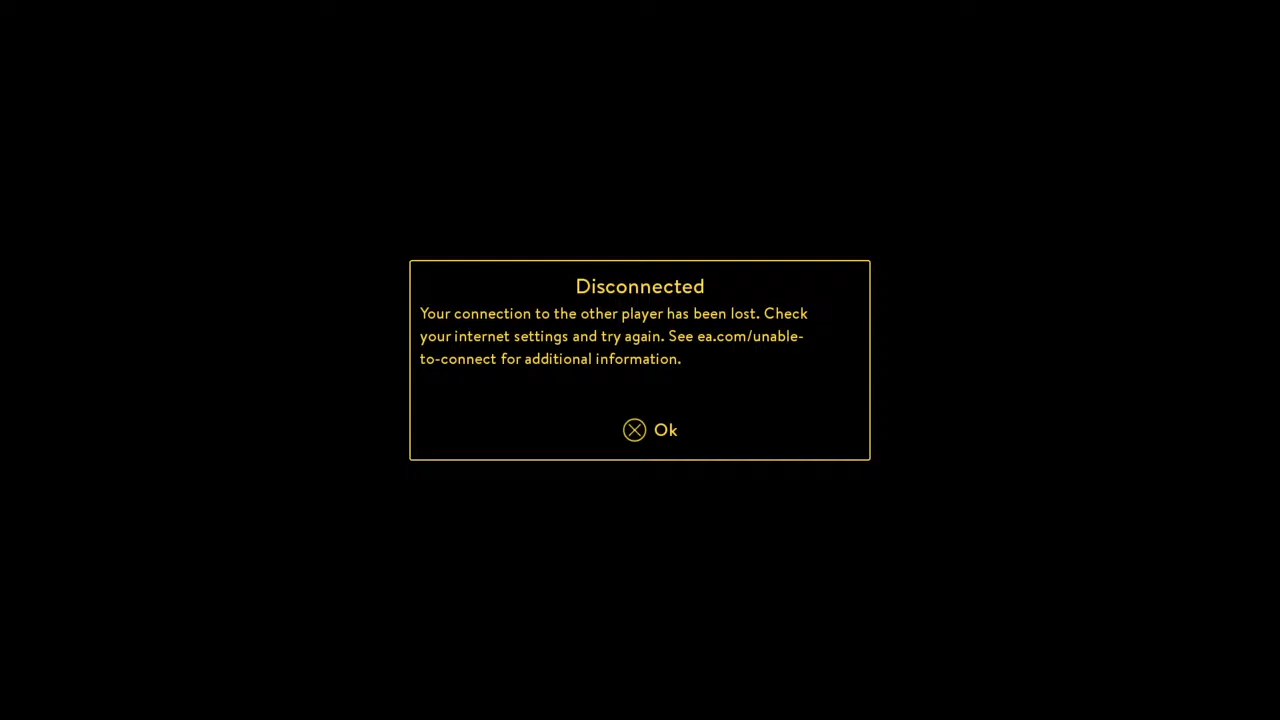 Disconnected
Your connection to the other player has been lost. Check
your internet settings and try again. See ea.com/unable-
to-connect for additional information.
Ok